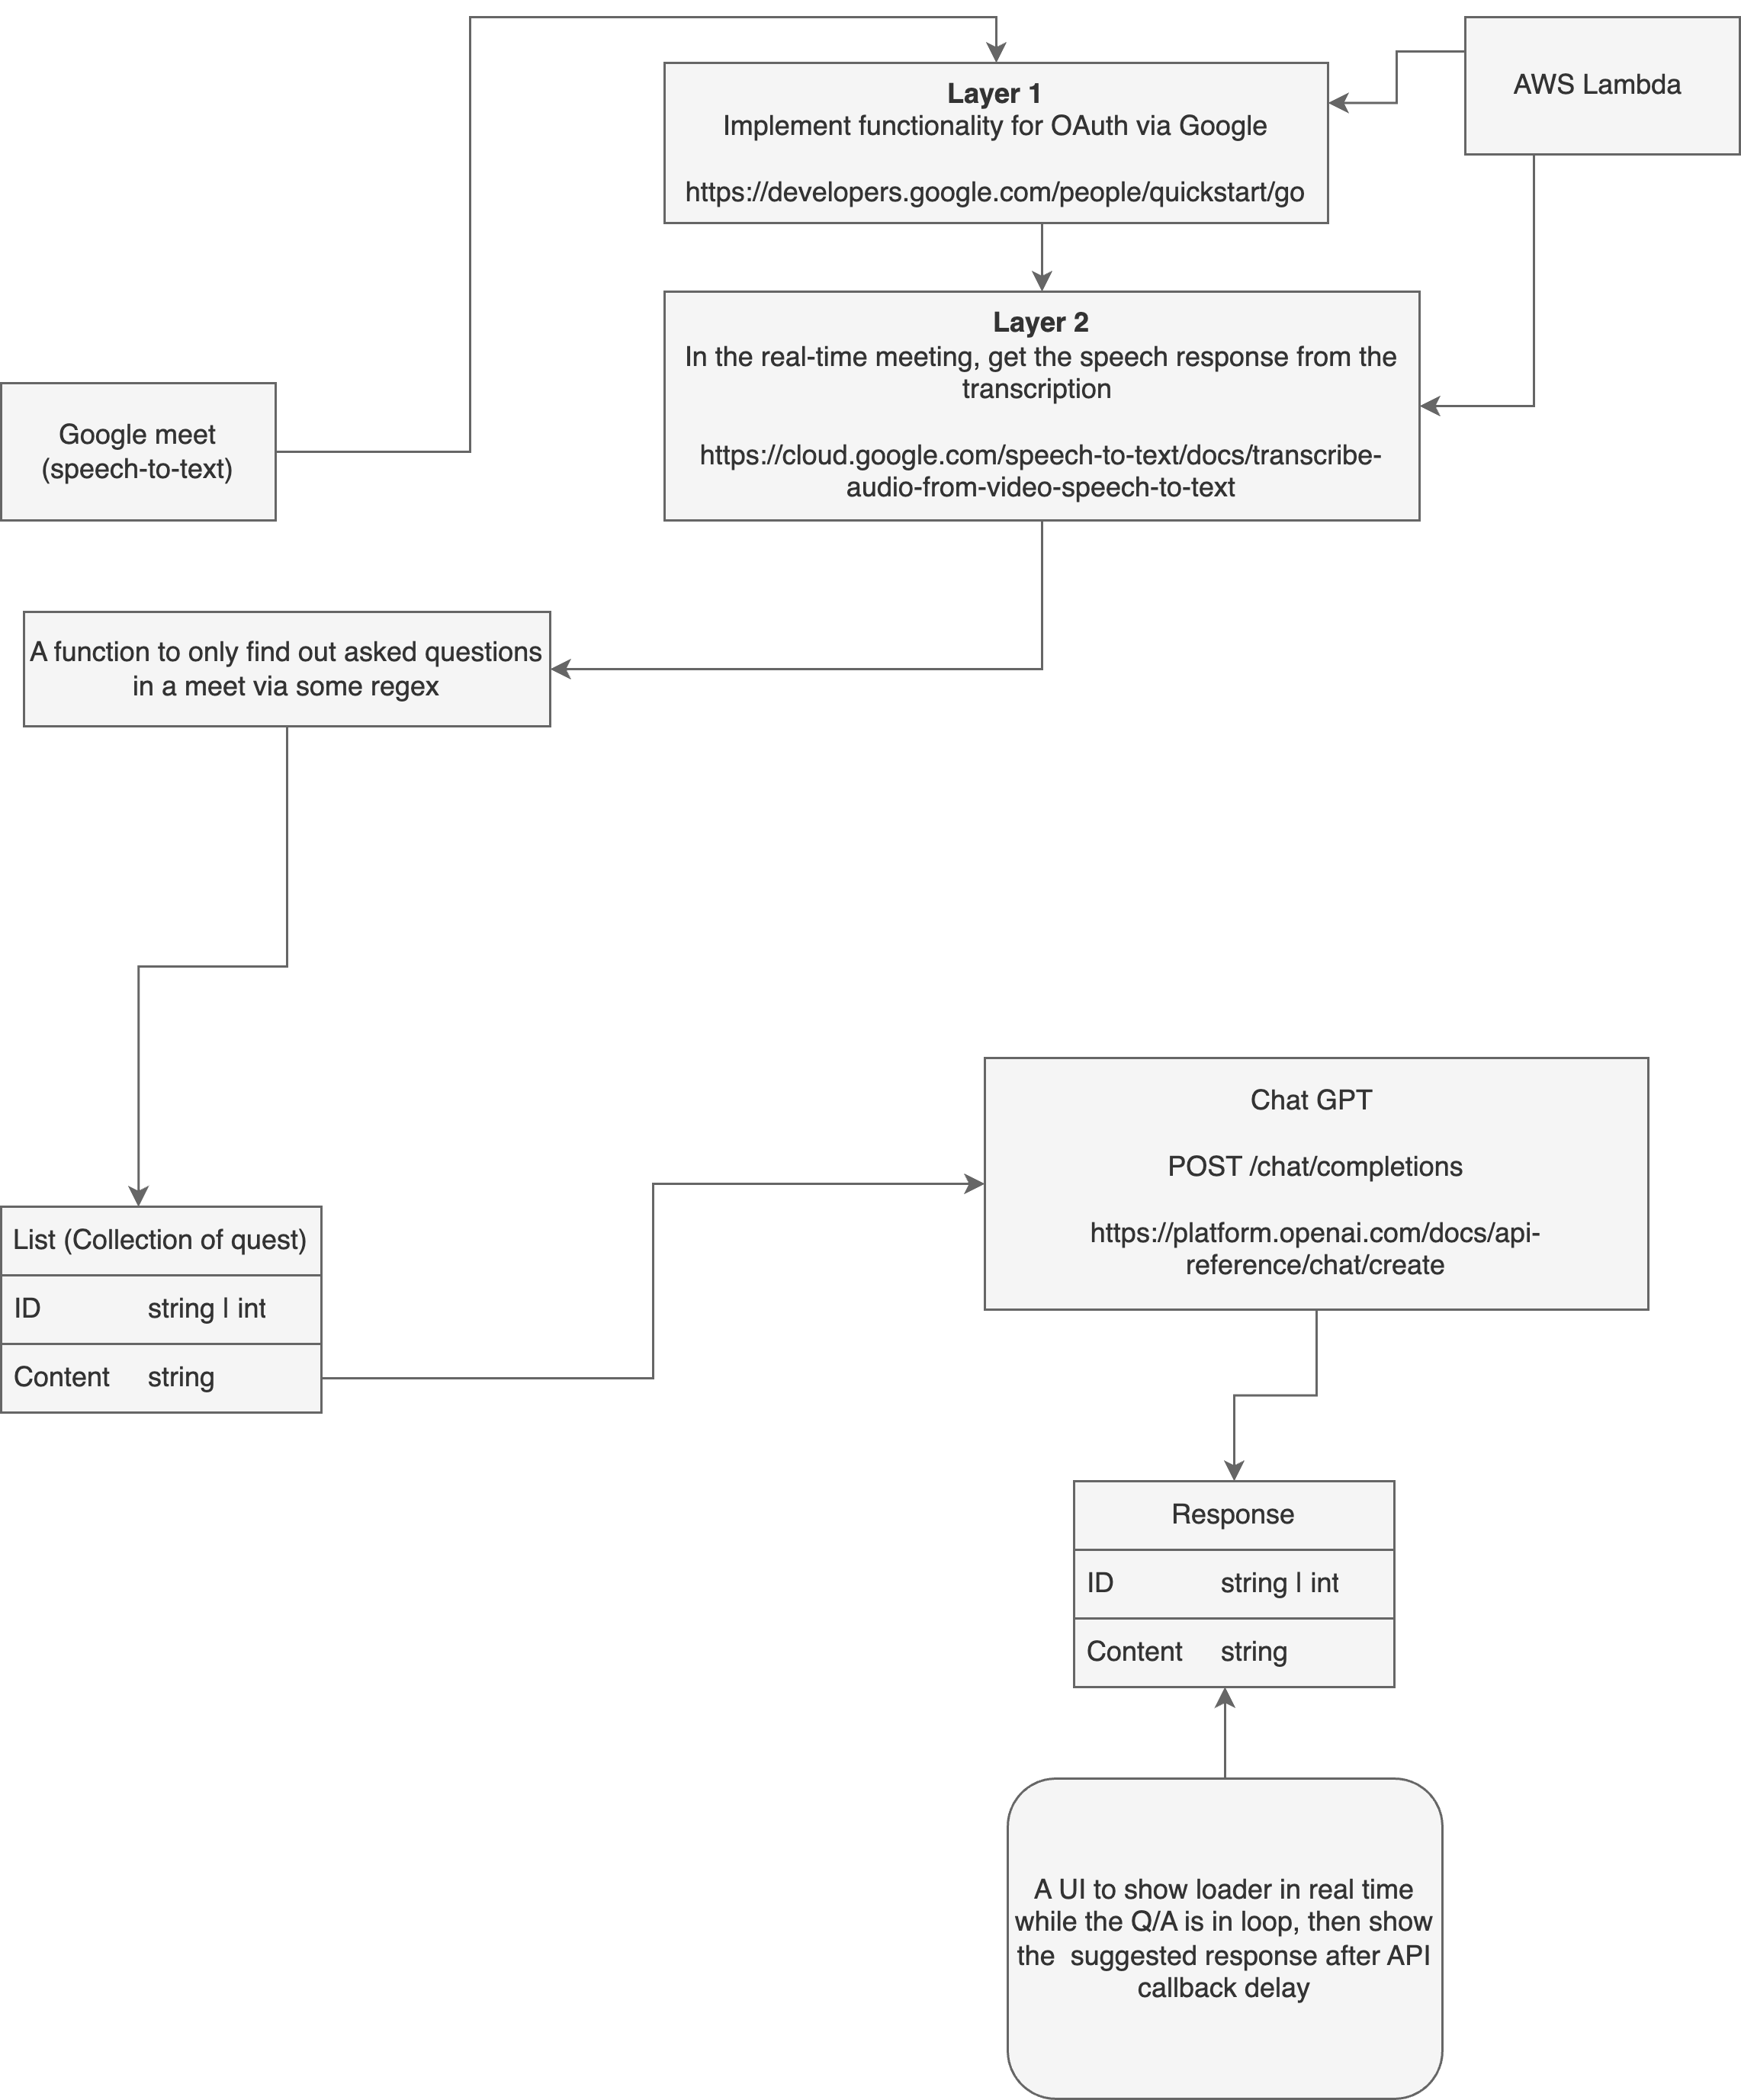 AWS Lambda
Layer 1
Implement functionality for OAuth via Google
https://developers.google.com/people/quickstart/go
Layer 2
In the real-time meeting, get the speech response from the
transcription
https://cloud.google.com/speech-to-text/docs/transcribe-
audio-from-video-speech-to-text
Google meet
(speech-to-text)
A function to only find out asked questions
in a meet via some regex
Chat GPT
POST /chat/completions
https://platform.openai.com/docs/api-
reference/chat/create
List (Collection of quest)
ID string | int
Content string
Response
ID string | int
Content string
A UI to show loader in real time
while the Q/A is in loop, then show
the  suggested response after API
callback delay